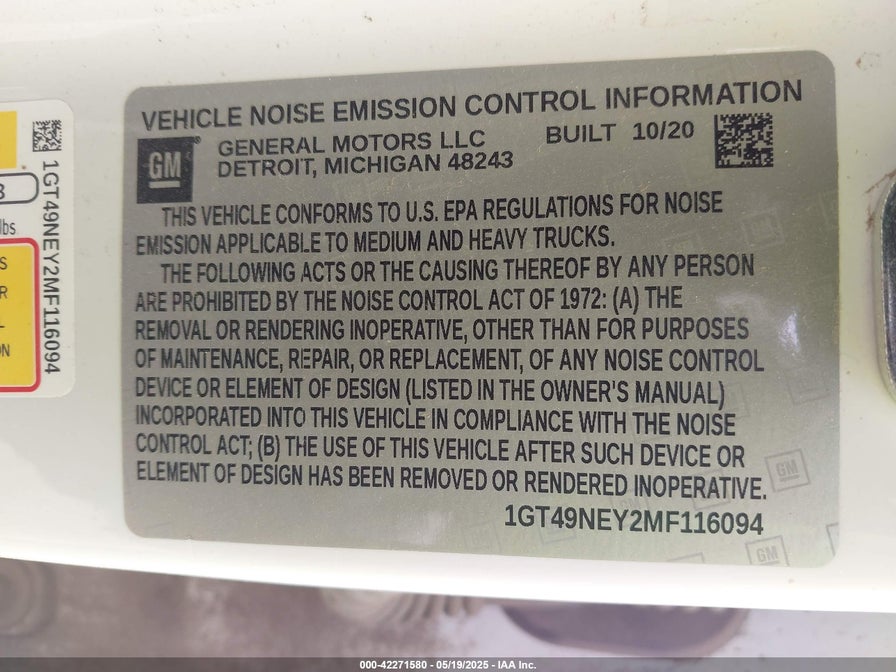 VEHICLE NOISE EMISSION CONTROL INFORMATION
GM
GENERAL MOTORS LLC
DETROIT, MICHIGAN 48243
BUILT 10/20
THIS VEHICLE CONFORMS TO U.S. EPA REGULATIONS FOR NOISE
EMISSION APPLICABLE TO MEDIUM AND HEAVY TRUCKS.
THE FOLLOWING ACTS OR THE CAUSING THEREOF BY ANY PERSON
ARE PROHIBITED BY THE NOISE CONTROL ACT OF 1972: (A) THE
REMOVAL OR RENDERING INOPERATIVE, OTHER THAN FOR PURPOSES
OF MAINTENANCE, REPAIR, OR REPLACEMENT, OF ANY NOISE CONTROL
DEVICE OR ELEMENT OF DESIGN (LISTED IN THE OWNER'S MANUAL)
INCORPORATED INTO THIS VEHICLE IN COMPLIANCE WITH THE NOISE
CONTROL ACT; (B) THE USE OF THIS VEHICLE AFTER SUCH DEVICE OR
ELEMENT OF DESIGN HAS BEEN REMOVED OR RENDERED INOPERATIVE.
1GT49NEY2MF116094
GM
GM
1GT49NEY2MF116094
lbs
000-42271580 - 05/19/2025 - IAA Inc.